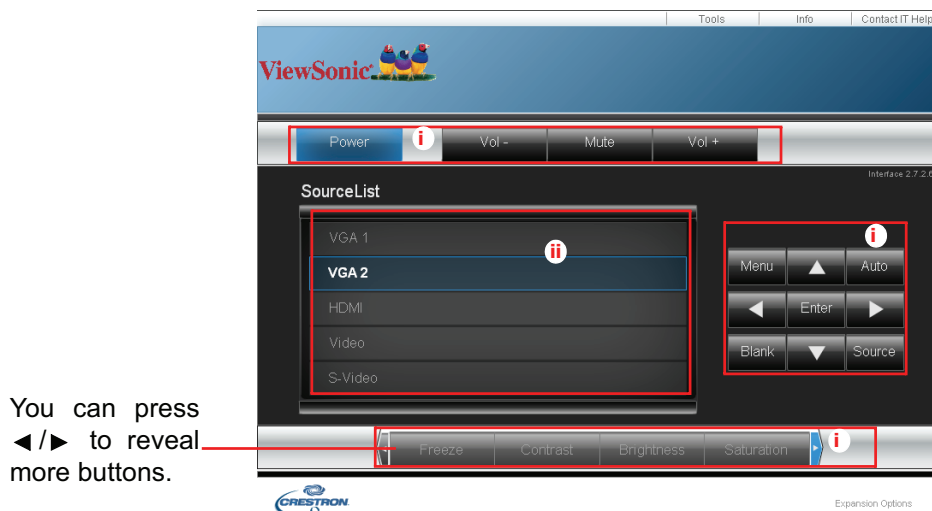 Tools Info Contact IT Help
ViewSonic
Power i Vol - Mute Vol +
Interface 2.7.2.6
SourceList
VGA 1
ii
VGA 2
HDMI
Video
S-Video
i
Menu ▲ Auto
◄ Enter ►
Blank ▼ Source
You can press
◄/► to reveal
more buttons.
Freeze Contrast Brightness Saturation i
CRESTRON
Expansion Options